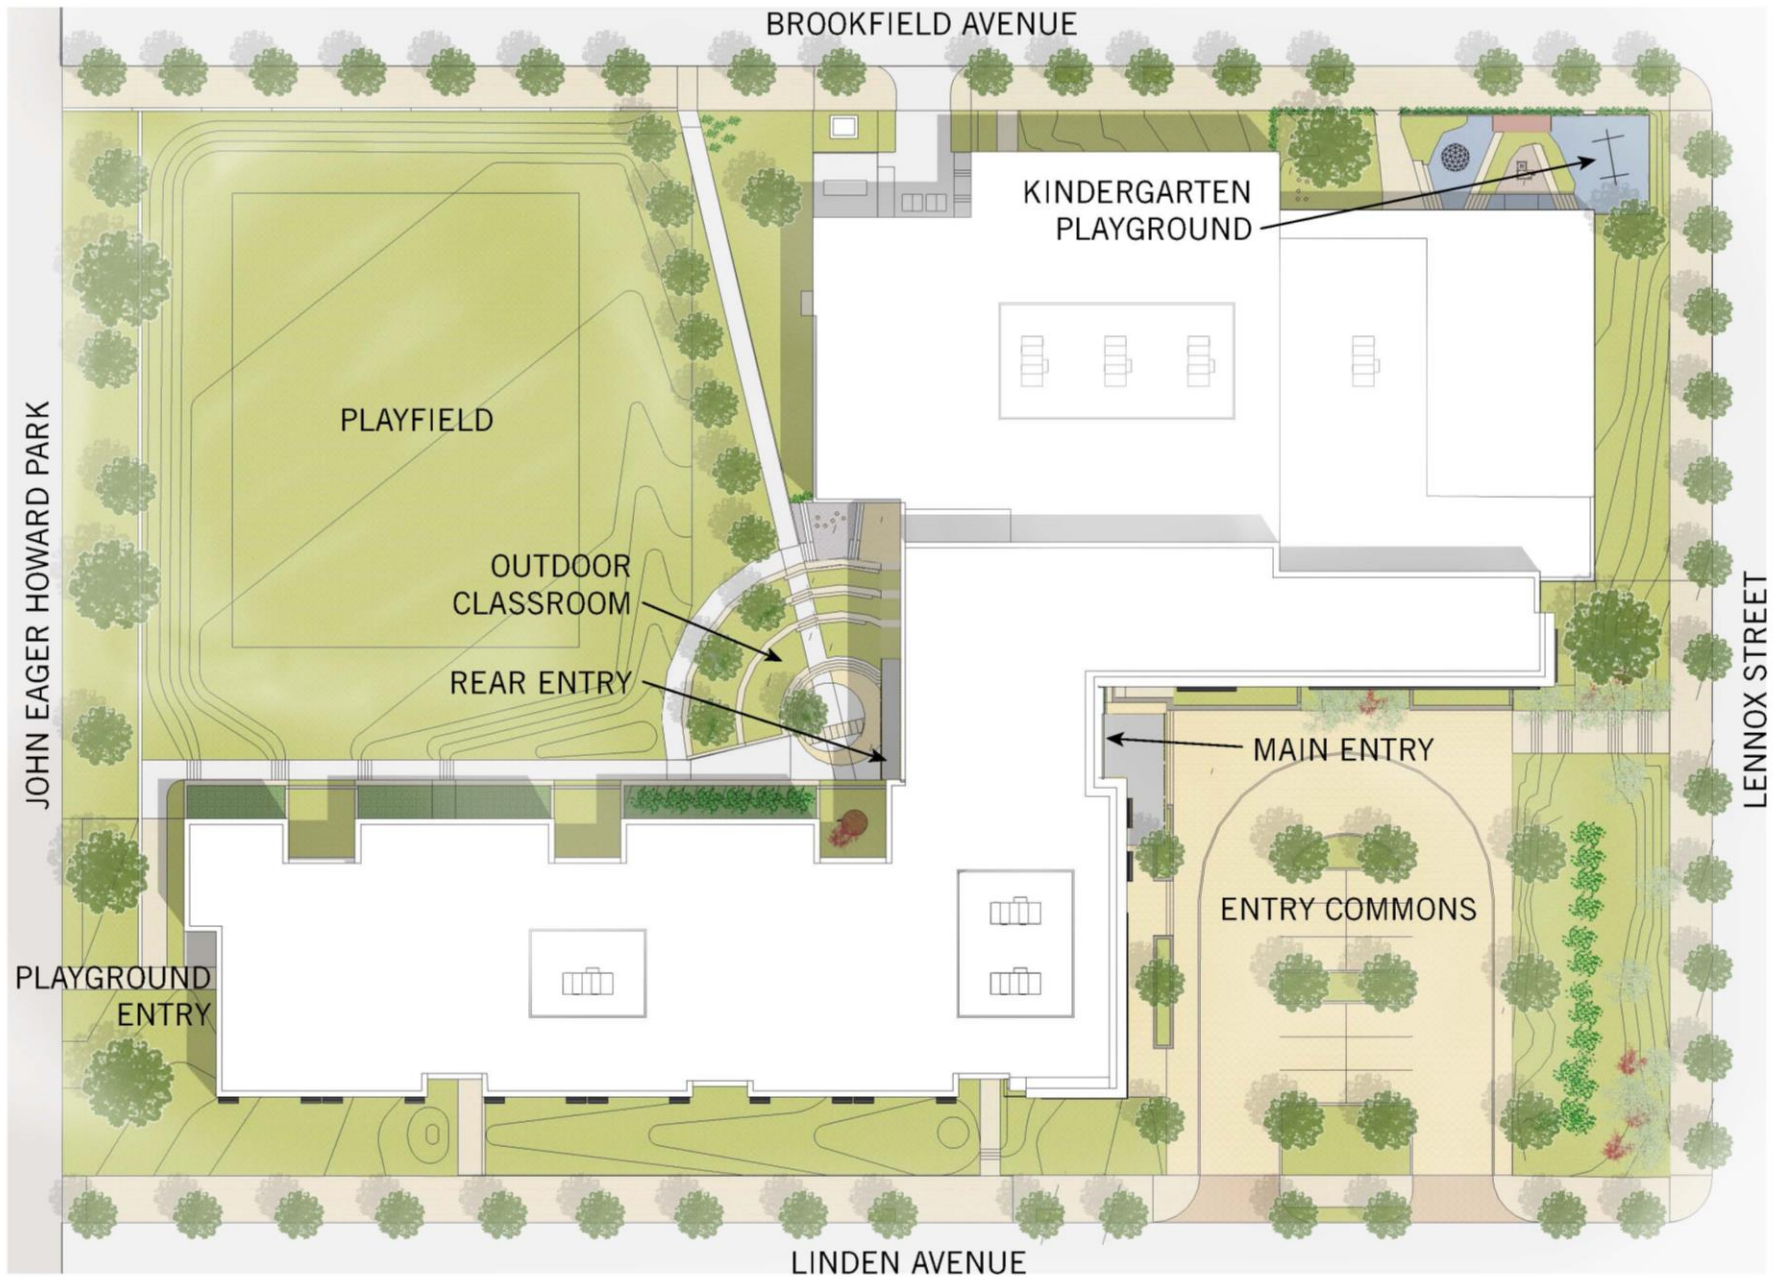 BROOKFIELD AVENUE
KINDERGARTEN
PLAYGROUND
PLAYFIELD
JOHN EAGER HOWARD PARK
OUTDOOR
CLASSROOM
REAR ENTRY
MAIN ENTRY
LENNOX STREET
ENTRY COMMONS
PLAYGROUND
ENTRY
LINDEN AVENUE